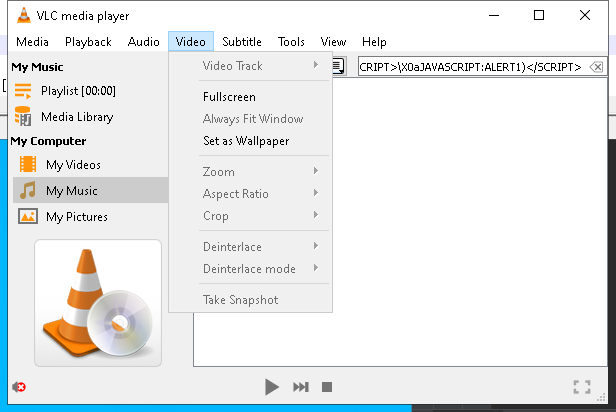 VLC media player
Media Playback Audio Video Subtitle Tools View Help
My Music
Playlist [00:00]
Media Library
My Computer
My Videos
My Music
My Pictures
Video Track
Fullscreen
Always Fit Window
Set as Wallpaper
Zoom
Aspect Ratio
Crop
Deinterlace
Deinterlace mode
Take Snapshot
CRIPT>\X0aJAVASCRIPT:ALERT1)</SCRIPT>